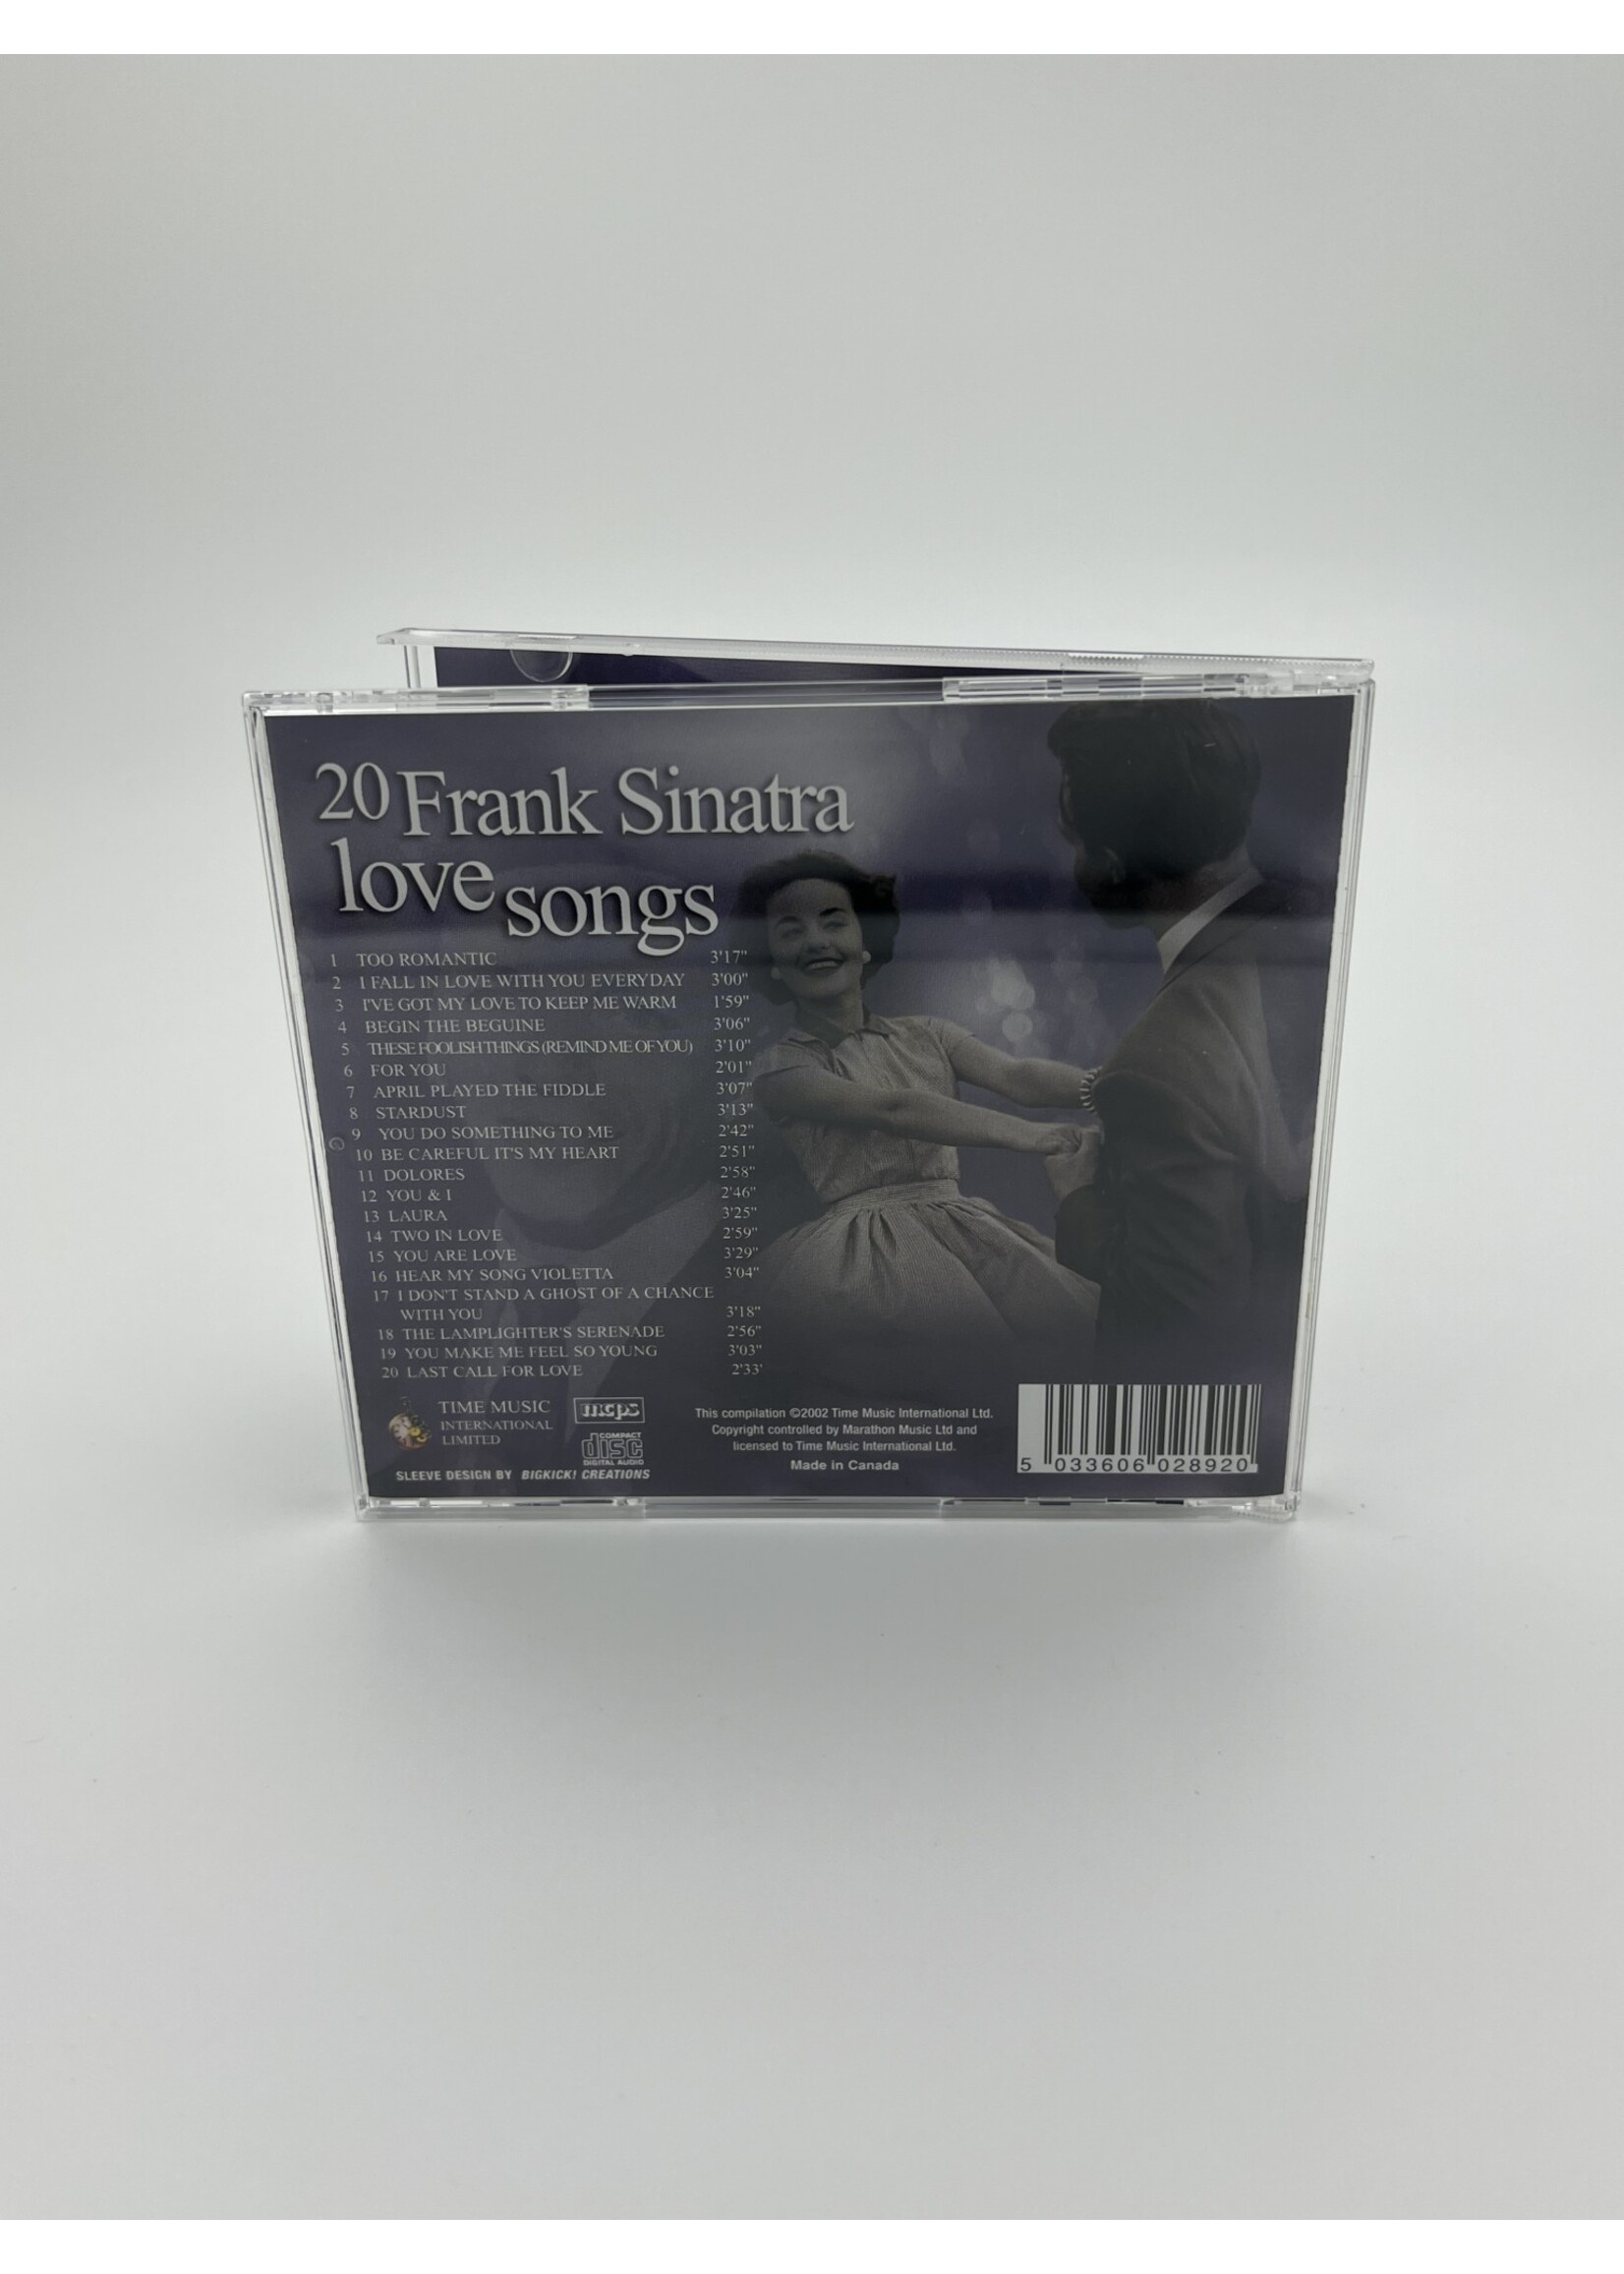 20 Frank Sinatra
love songs
1 TOO ROMANTIC 3'17"
2 I FALL IN LOVE WITH YOU EVERYDAY 3'00"
3 I'VE GOT MY LOVE TO KEEP ME WARM 1'59"
4 BEGIN THE BEGUINE 3'06"
5 THESE FOOLISH THINGS (REMIND ME OF YOU) 3'10"
6 FOR YOU 2'01"
7 APRIL PLAYED THE FIDDLE 3'07"
8 STARDUST 3'13"
9 YOU DO SOMETHING TO ME 2'42"
10 BE CAREFUL IT'S MY HEART 2'51"
11 DOLORES 2'58"
12 YOU & I 2'46"
13 LAURA 3'25"
14 TWO IN LOVE 2'59"
15 YOU ARE LOVE 3'29"
16 HEAR MY SONG VIOLETTA 3'04"
17 I DON'T STAND A GHOST OF A CHANCE
WITH YOU 3'18"
18 THE LAMPLIGHTER'S SERENADE 2'56"
19 YOU MAKE ME FEEL SO YOUNG 3'03"
20 LAST CALL FOR LOVE 2'33'
TIME MUSIC
INTERNATIONAL
LIMITED
mcps
COMPACT
disc
DIGITAL AUDIO
SLEEVE DESIGN BY BIGKICK! CREATIONS
This compilation ©2002 Time Music International Ltd.
Copyright controlled by Marathon Music Ltd and
licensed to Time Music International Ltd.
Made in Canada
5 033606 028920